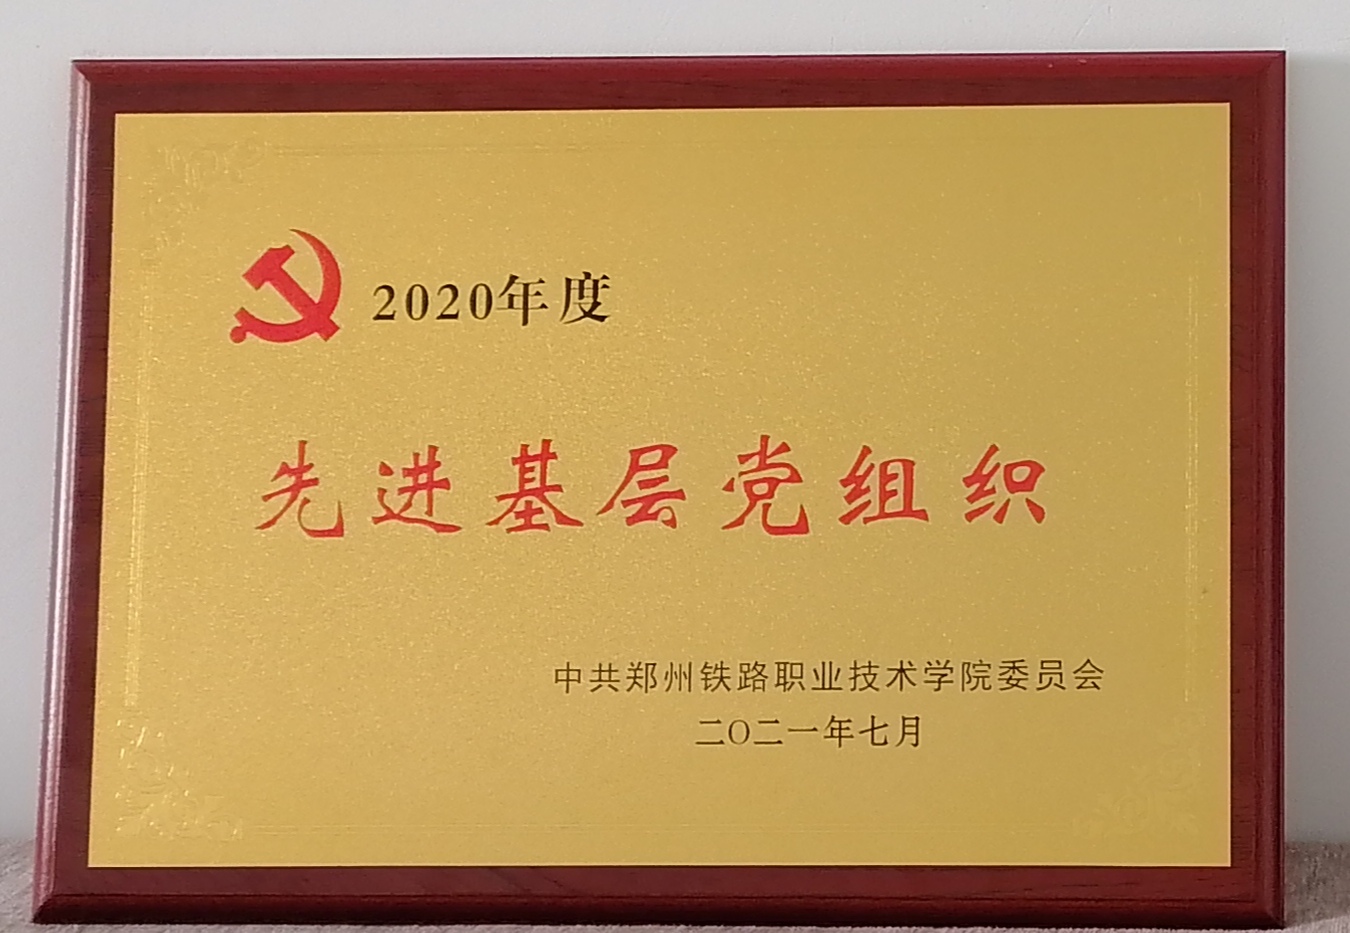 2020年度
先进基层党组织
中共郑州铁路职业技术学院委员会
二〇二一年七月